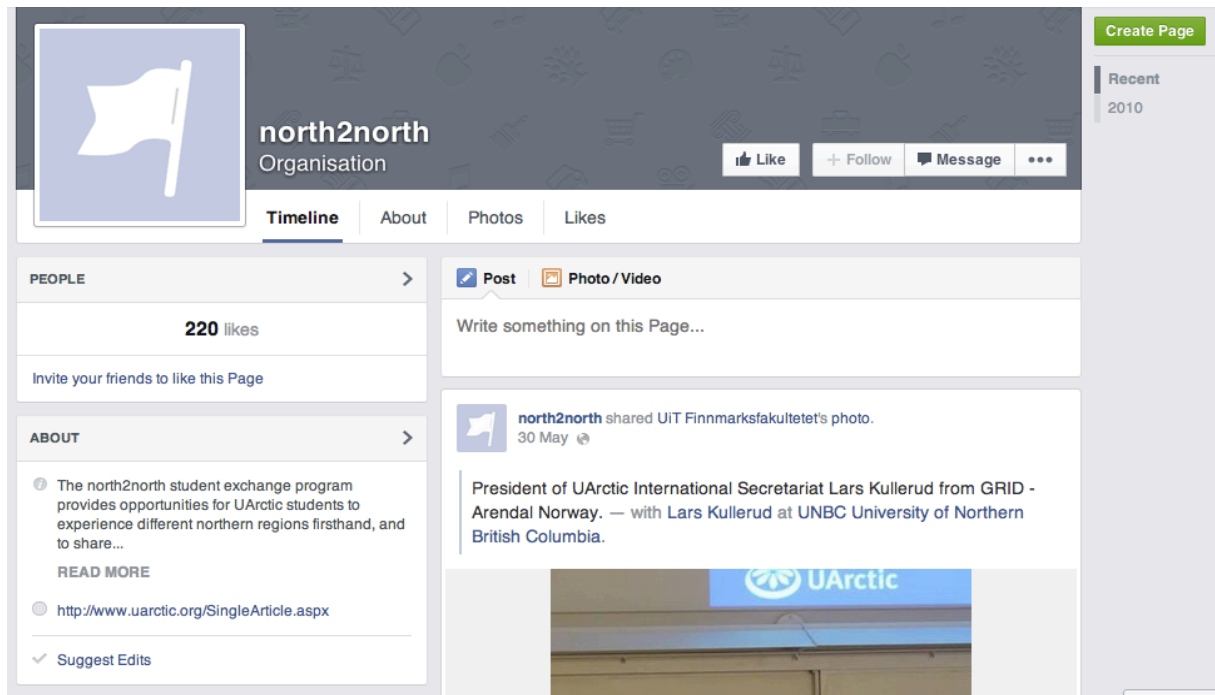 Create Page
Recent
2010
north2north
Organisation
Like
+ Follow
Message
Timeline
About
Photos
Likes
PEOPLE
220 likes
Invite your friends to like this Page
ABOUT
The north2north student exchange program
provides opportunities for UArctic students to
experience different northern regions firsthand, and
to share...
READ MORE
http://www.uarctic.org/SingleArticle.aspx
Suggest Edits
Post
Photo / Video
Write something on this Page...
north2north shared UiT Finnmarksfakultetet's photo.
30 May
President of UArctic International Secretariat Lars Kullerud from GRID -
Arendal Norway. — with Lars Kullerud at UNBC University of Northern
British Columbia.
UArctic